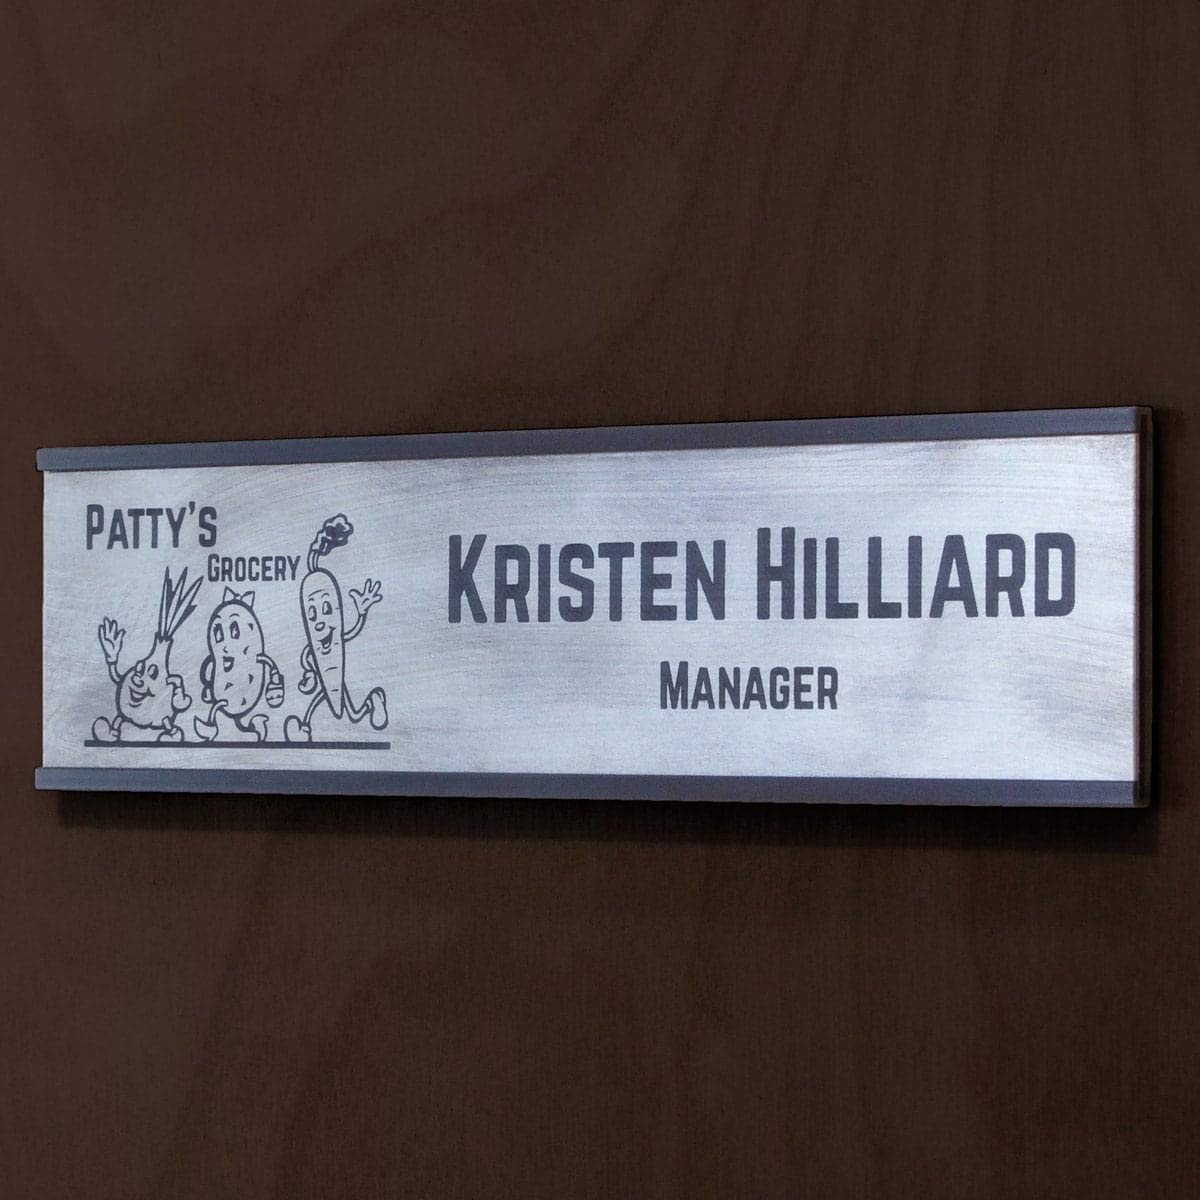 Patty's
Grocery
Kristen Hilliard
Manager